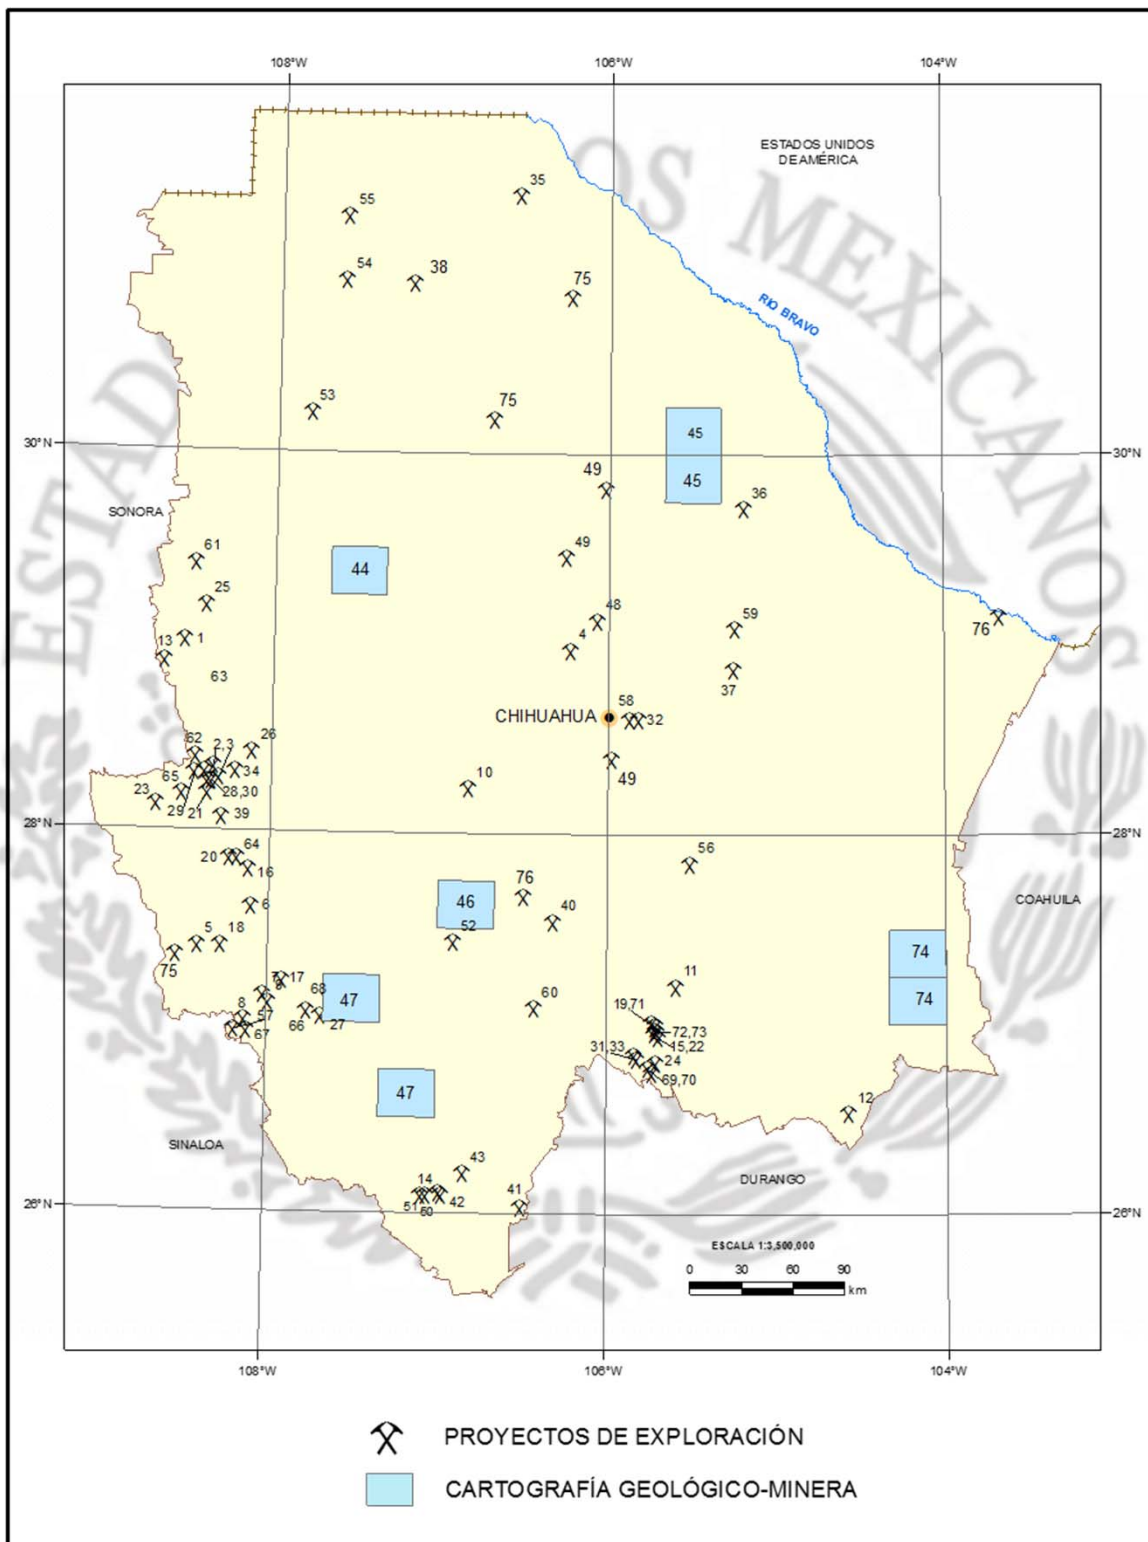 108°W 106°W 104°W
ESTADOS UNIDOS
DE AMÉRICA
35
55
54 38
75
RIO BRAVO
53
75
45
30°N 30°N
49 45
36
SONORA
61 49
44
25
48
59
13 1 4
76
63 37
58
CHIHUAHUA 32
62 2,3 26
49
65 34
10
23 28,30
29 21 39
28°N 28°N
64
20 56
16
76
46 COAHUILA
6 40
52
5 18 74
75
17 11
68 47 60 74
8 19,71
57 66 27 72,73
67 15,22
31,33 24
69,70
47 12
SINALOA
43
14 DURANGO
41
51 50 42
26°N 26°N
ESCALA 1:3,500,000
0 30 60 90
km
108°W 106°W 104°W
ESTADOS MEXICANOS
PROYECTOS DE EXPLORACIÓN
CARTOGRAFÍA GEOLÓGICO-MINERA